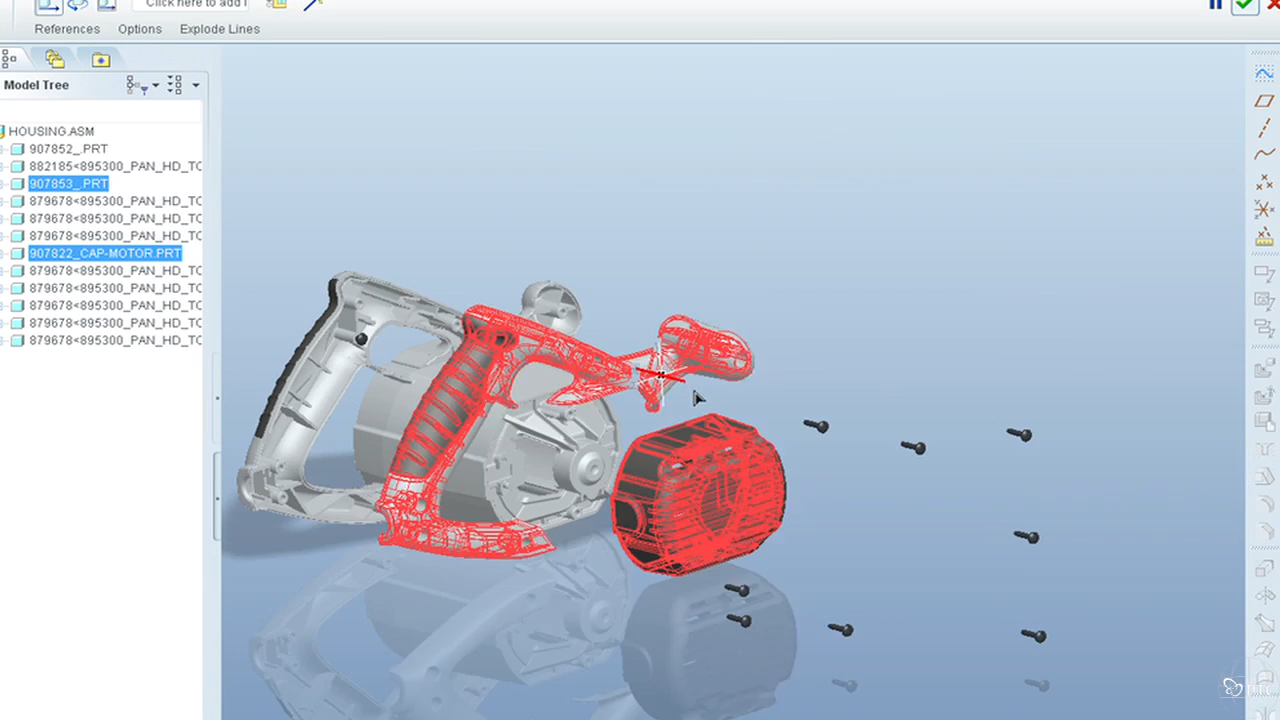 Click here to add i
References Options Explode Lines
Model Tree
HOUSING.ASM
907852_.PRT
882185<895300_PAN_HD_TC
907853_.PRT
879678<895300_PAN_HD_TC
879678<895300_PAN_HD_TC
879678<895300_PAN_HD_TC
907822_CAP-MOTOR.PRT
879678<895300_PAN_HD_TC
879678<895300_PAN_HD_TC
879678<895300_PAN_HD_TC
879678<895300_PAN_HD_TC
879678<895300_PAN_HD_TC